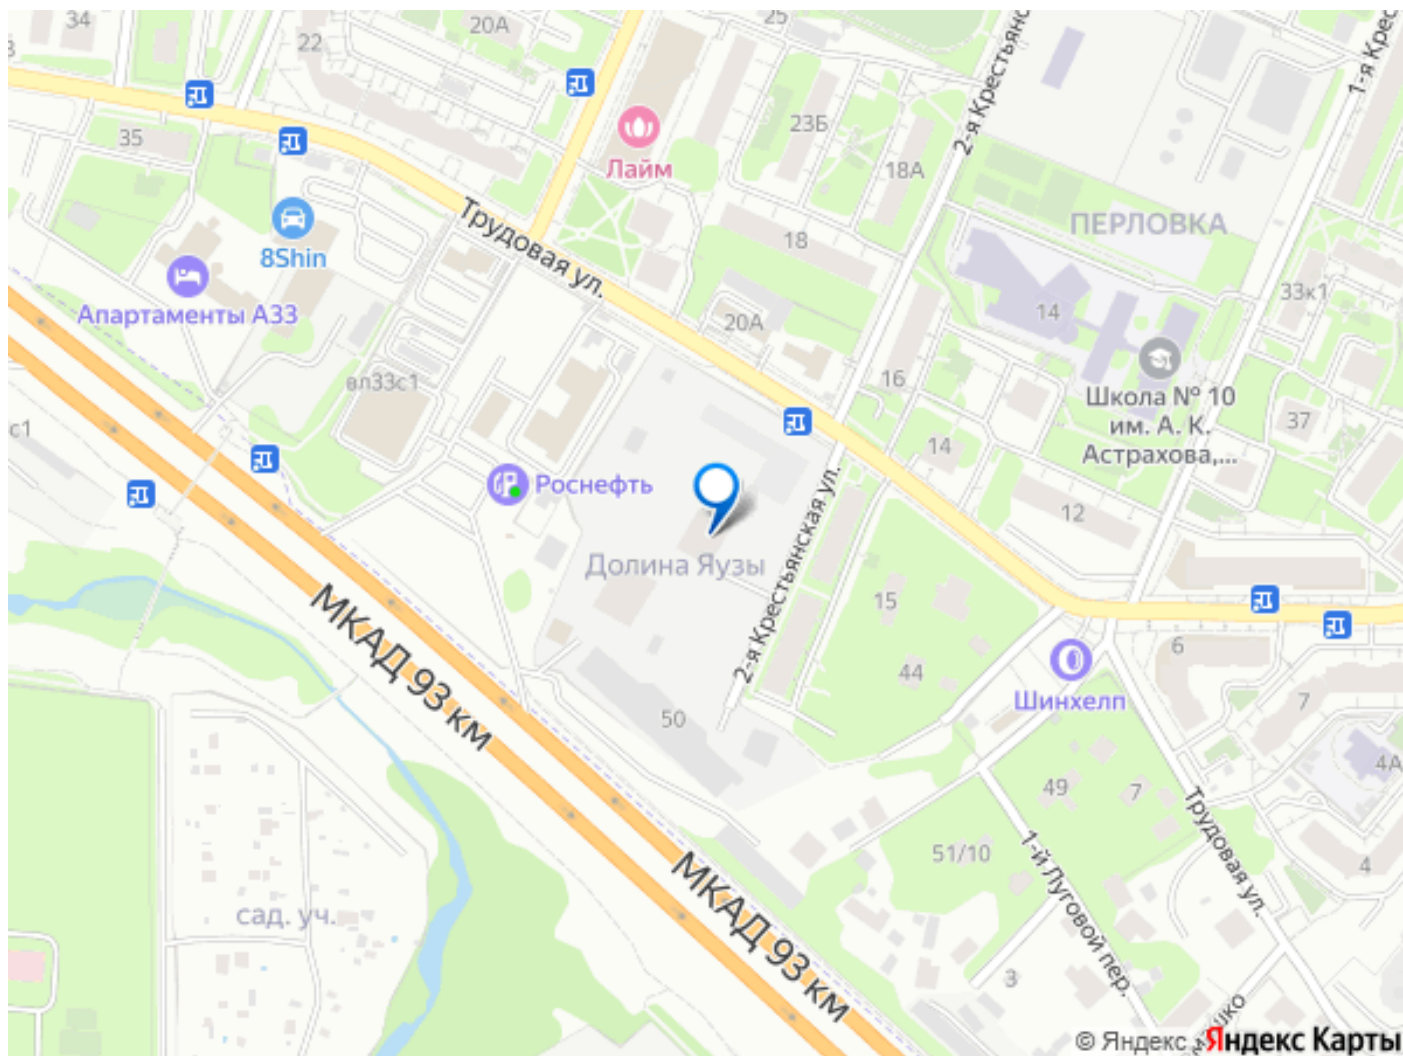 34
20А
25
22
2-я Крестьянс
1-я Крес
35
Лайм
23Б
18А
8Shin
Трудовая ул.
18
ПЕРЛОВКА
Апартаменты А33
20А
14
33к1
вл33с1
16
Школа № 10
им. А. К.
Астрахова,...
37
с1
14
Роснефть
12
2-я Крестьянская ул.
Долина Яузы
15
МКАД 93 км
44
6
Шинхелп
7
50
4А
49
7
Трудовая ул.
51/10
1-й Луговой пер.
4
МКАД 93 км
сад. уч.
3
© Яндекс Яндекс Карты